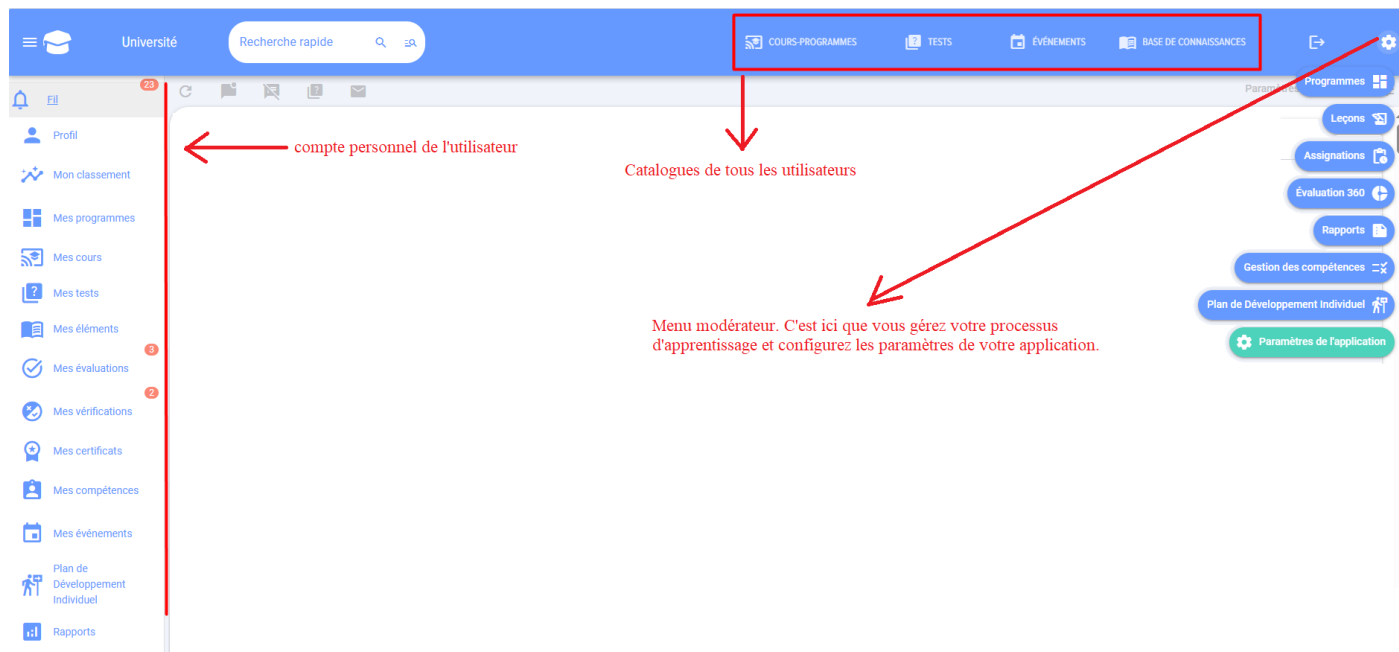 Université
Recherche rapide
COURS-PROGRAMMES
TESTS
ÉVÉNEMENTS
BASE DE CONNAISSANCES
23
Fil
Profil
Mon classement
Mes programmes
Mes cours
Mes tests
Mes éléments
3
Mes évaluations
2
Mes vérifications
Mes certificats
Mes compétences
Mes événements
Plan de
Développement
Individuel
Rapports
compte personnel de l'utilisateur
Catalogues de tous les utilisateurs
Menu modérateur. C'est ici que vous gérez votre processus
d'apprentissage et configurez les paramètres de votre application.
Programmes
Leçons
Assignations
Évaluation 360
Rapports
Gestion des compétences
Plan de Développement Individuel
Paramètres de l'application